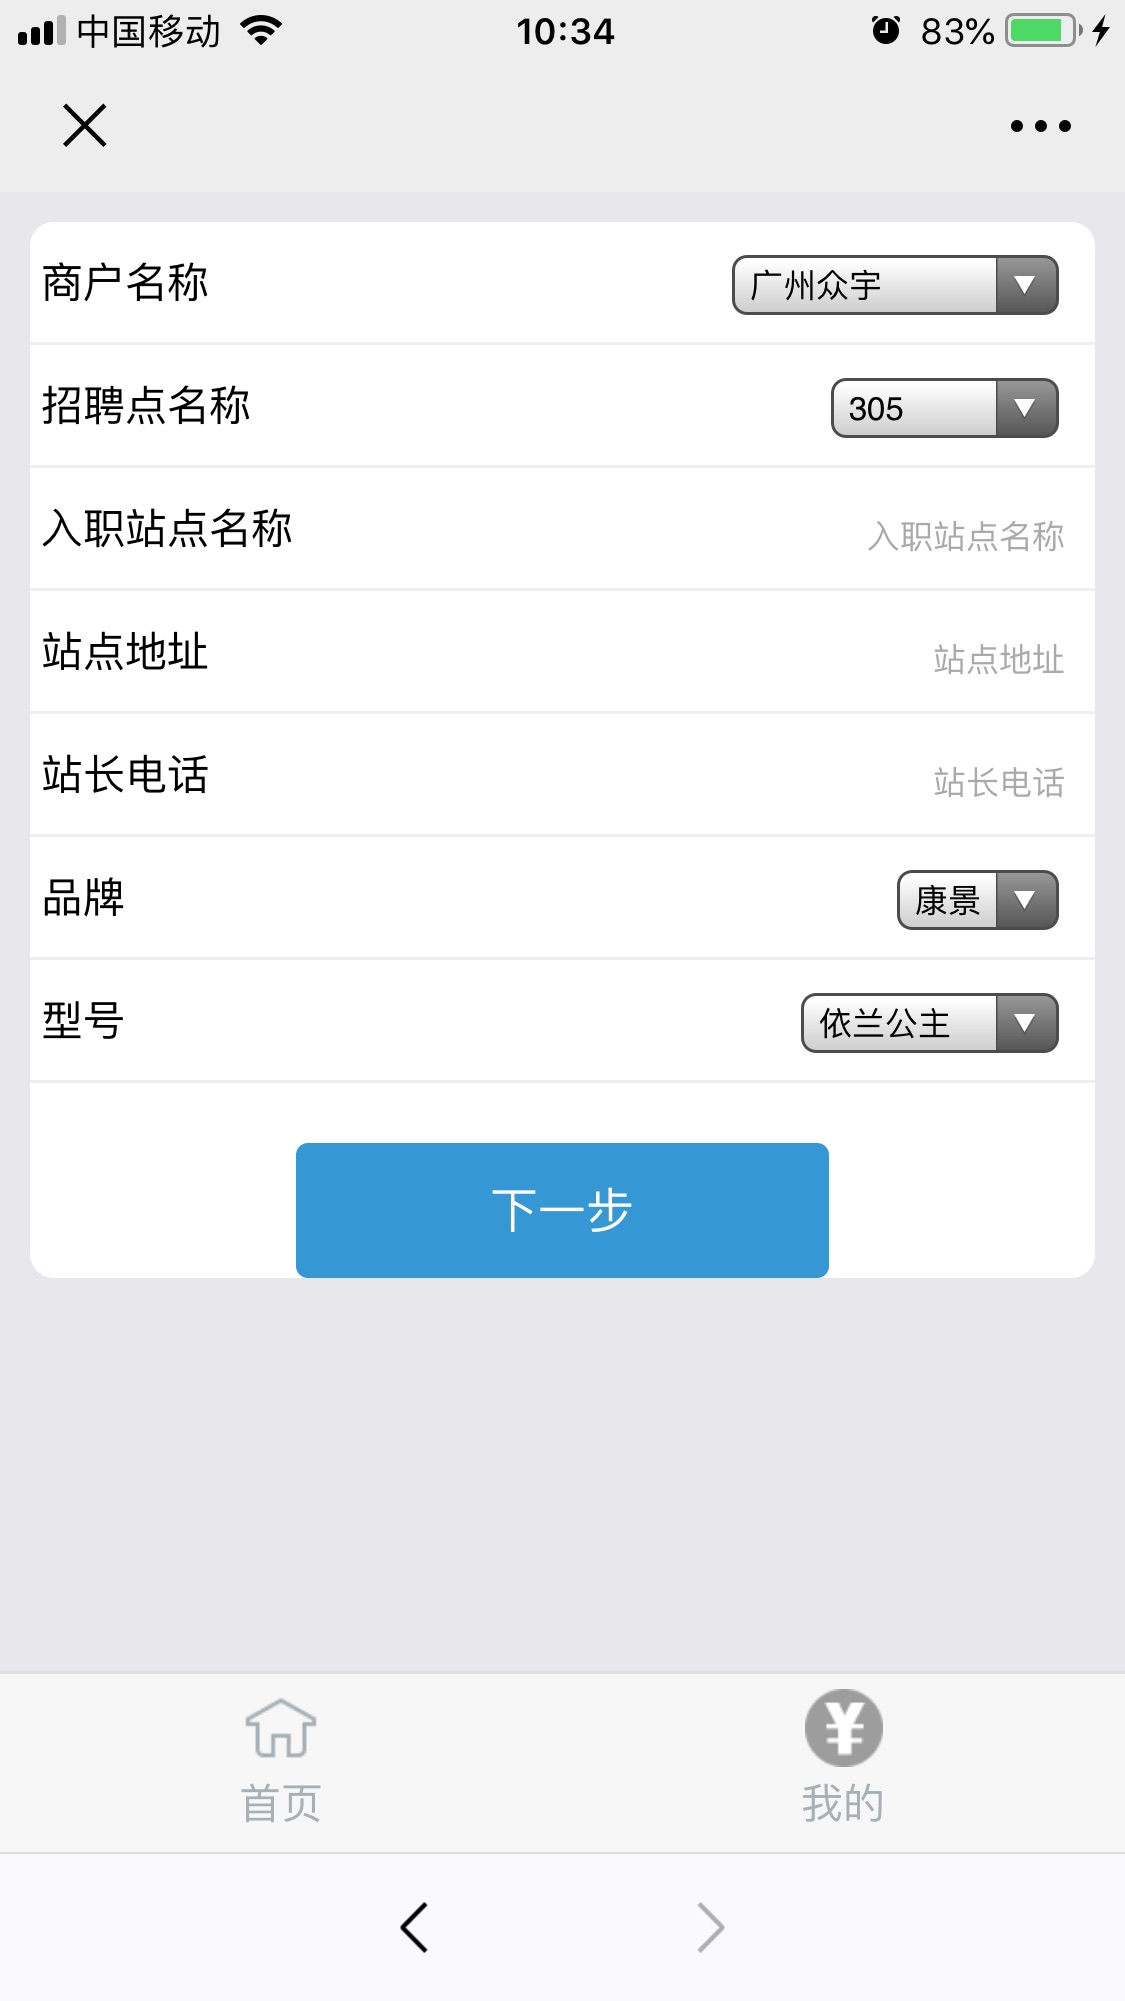 中国移动 10:34 83%
商户名称 广州众宇
招聘点名称 305
入职站点名称 入职站点名称
站点地址 站点地址
站长电话 站长电话
品牌 康景
型号 依兰公主
下一步
首页 我的